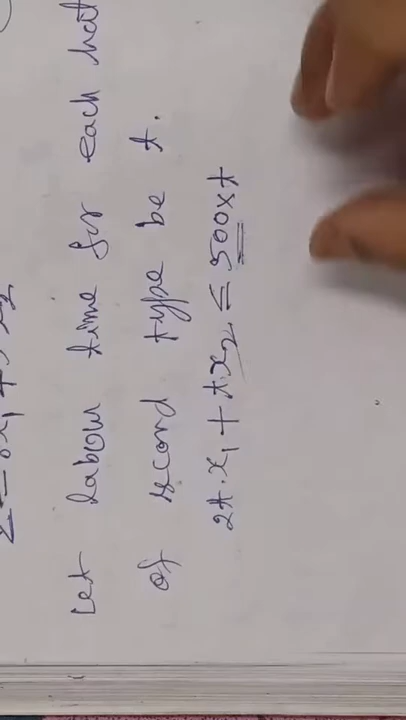 Let labour time for each hat
of second type be t.
2t·x₁ + t·x₂ ≤ 500×t